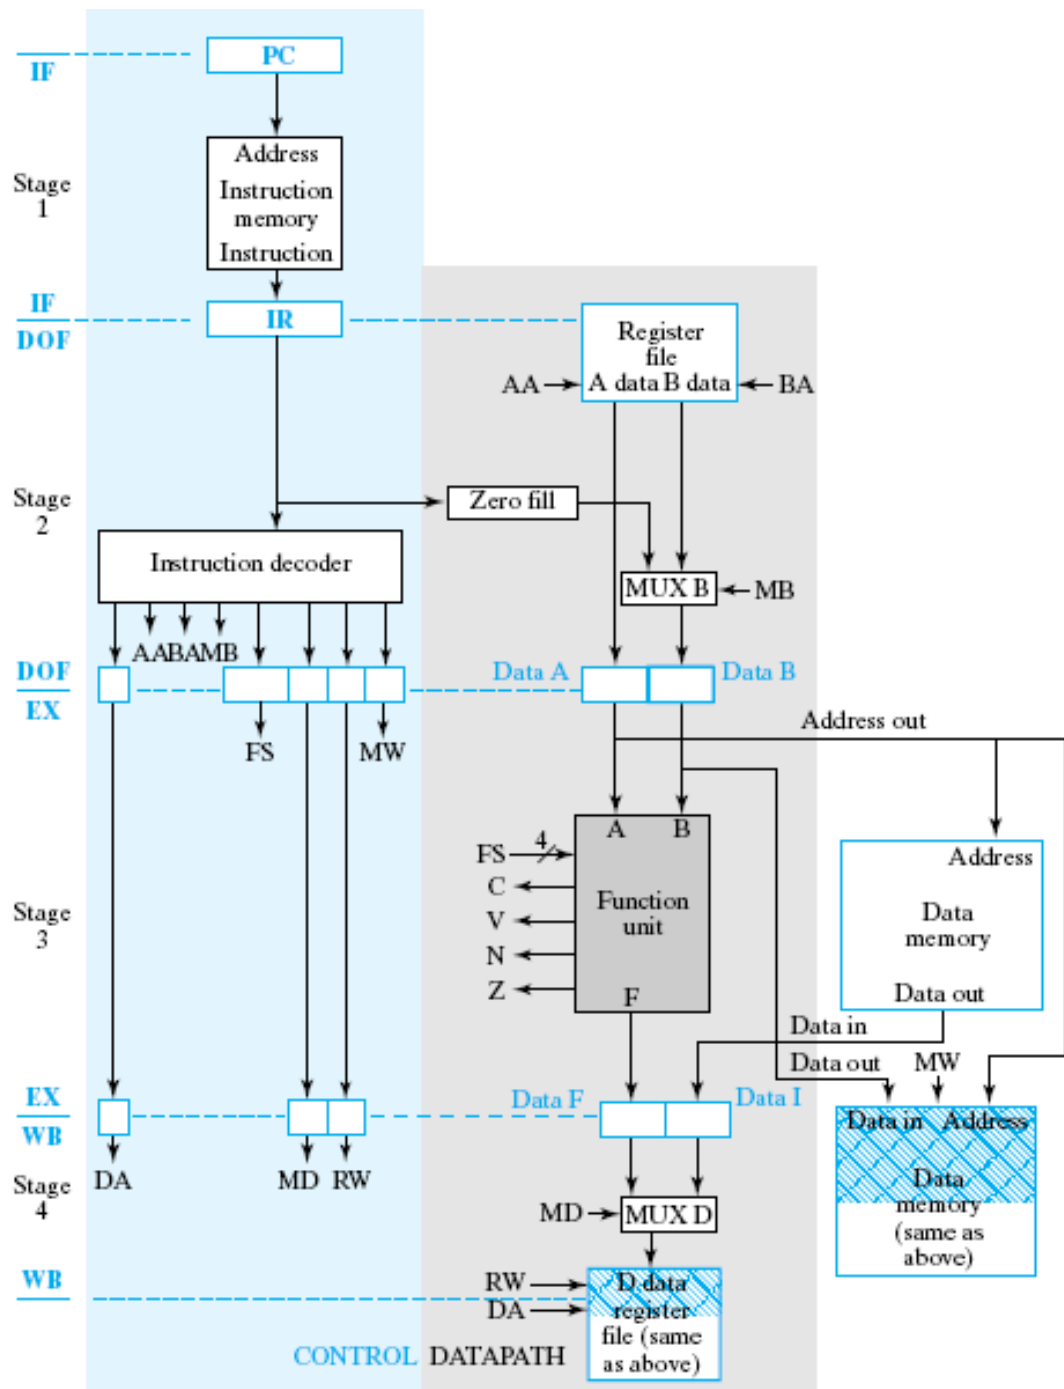 PC
IF
Address
Instruction
memory
Instruction
Stage
1
IF
DOF
IR
Register
file
A data B data
AA
BA
Stage
2
Zero fill
Instruction decoder
MUX B
MB
AA BA MB
DOF
EX
Data A
Data B
FS
MW
Address out
A
B
FS
4
C
V
N
Z
Function
unit
F
Stage
3
Address
Data
memory
Data out
Data in
Data out
MW
EX
WB
Data F
Data I
Data in
Address
Data
memory
(same as
above)
DA
MD
RW
Stage
4
MD
MUX D
WB
RW
DA
D data
register
file (same
as above)
CONTROL
DATAPATH